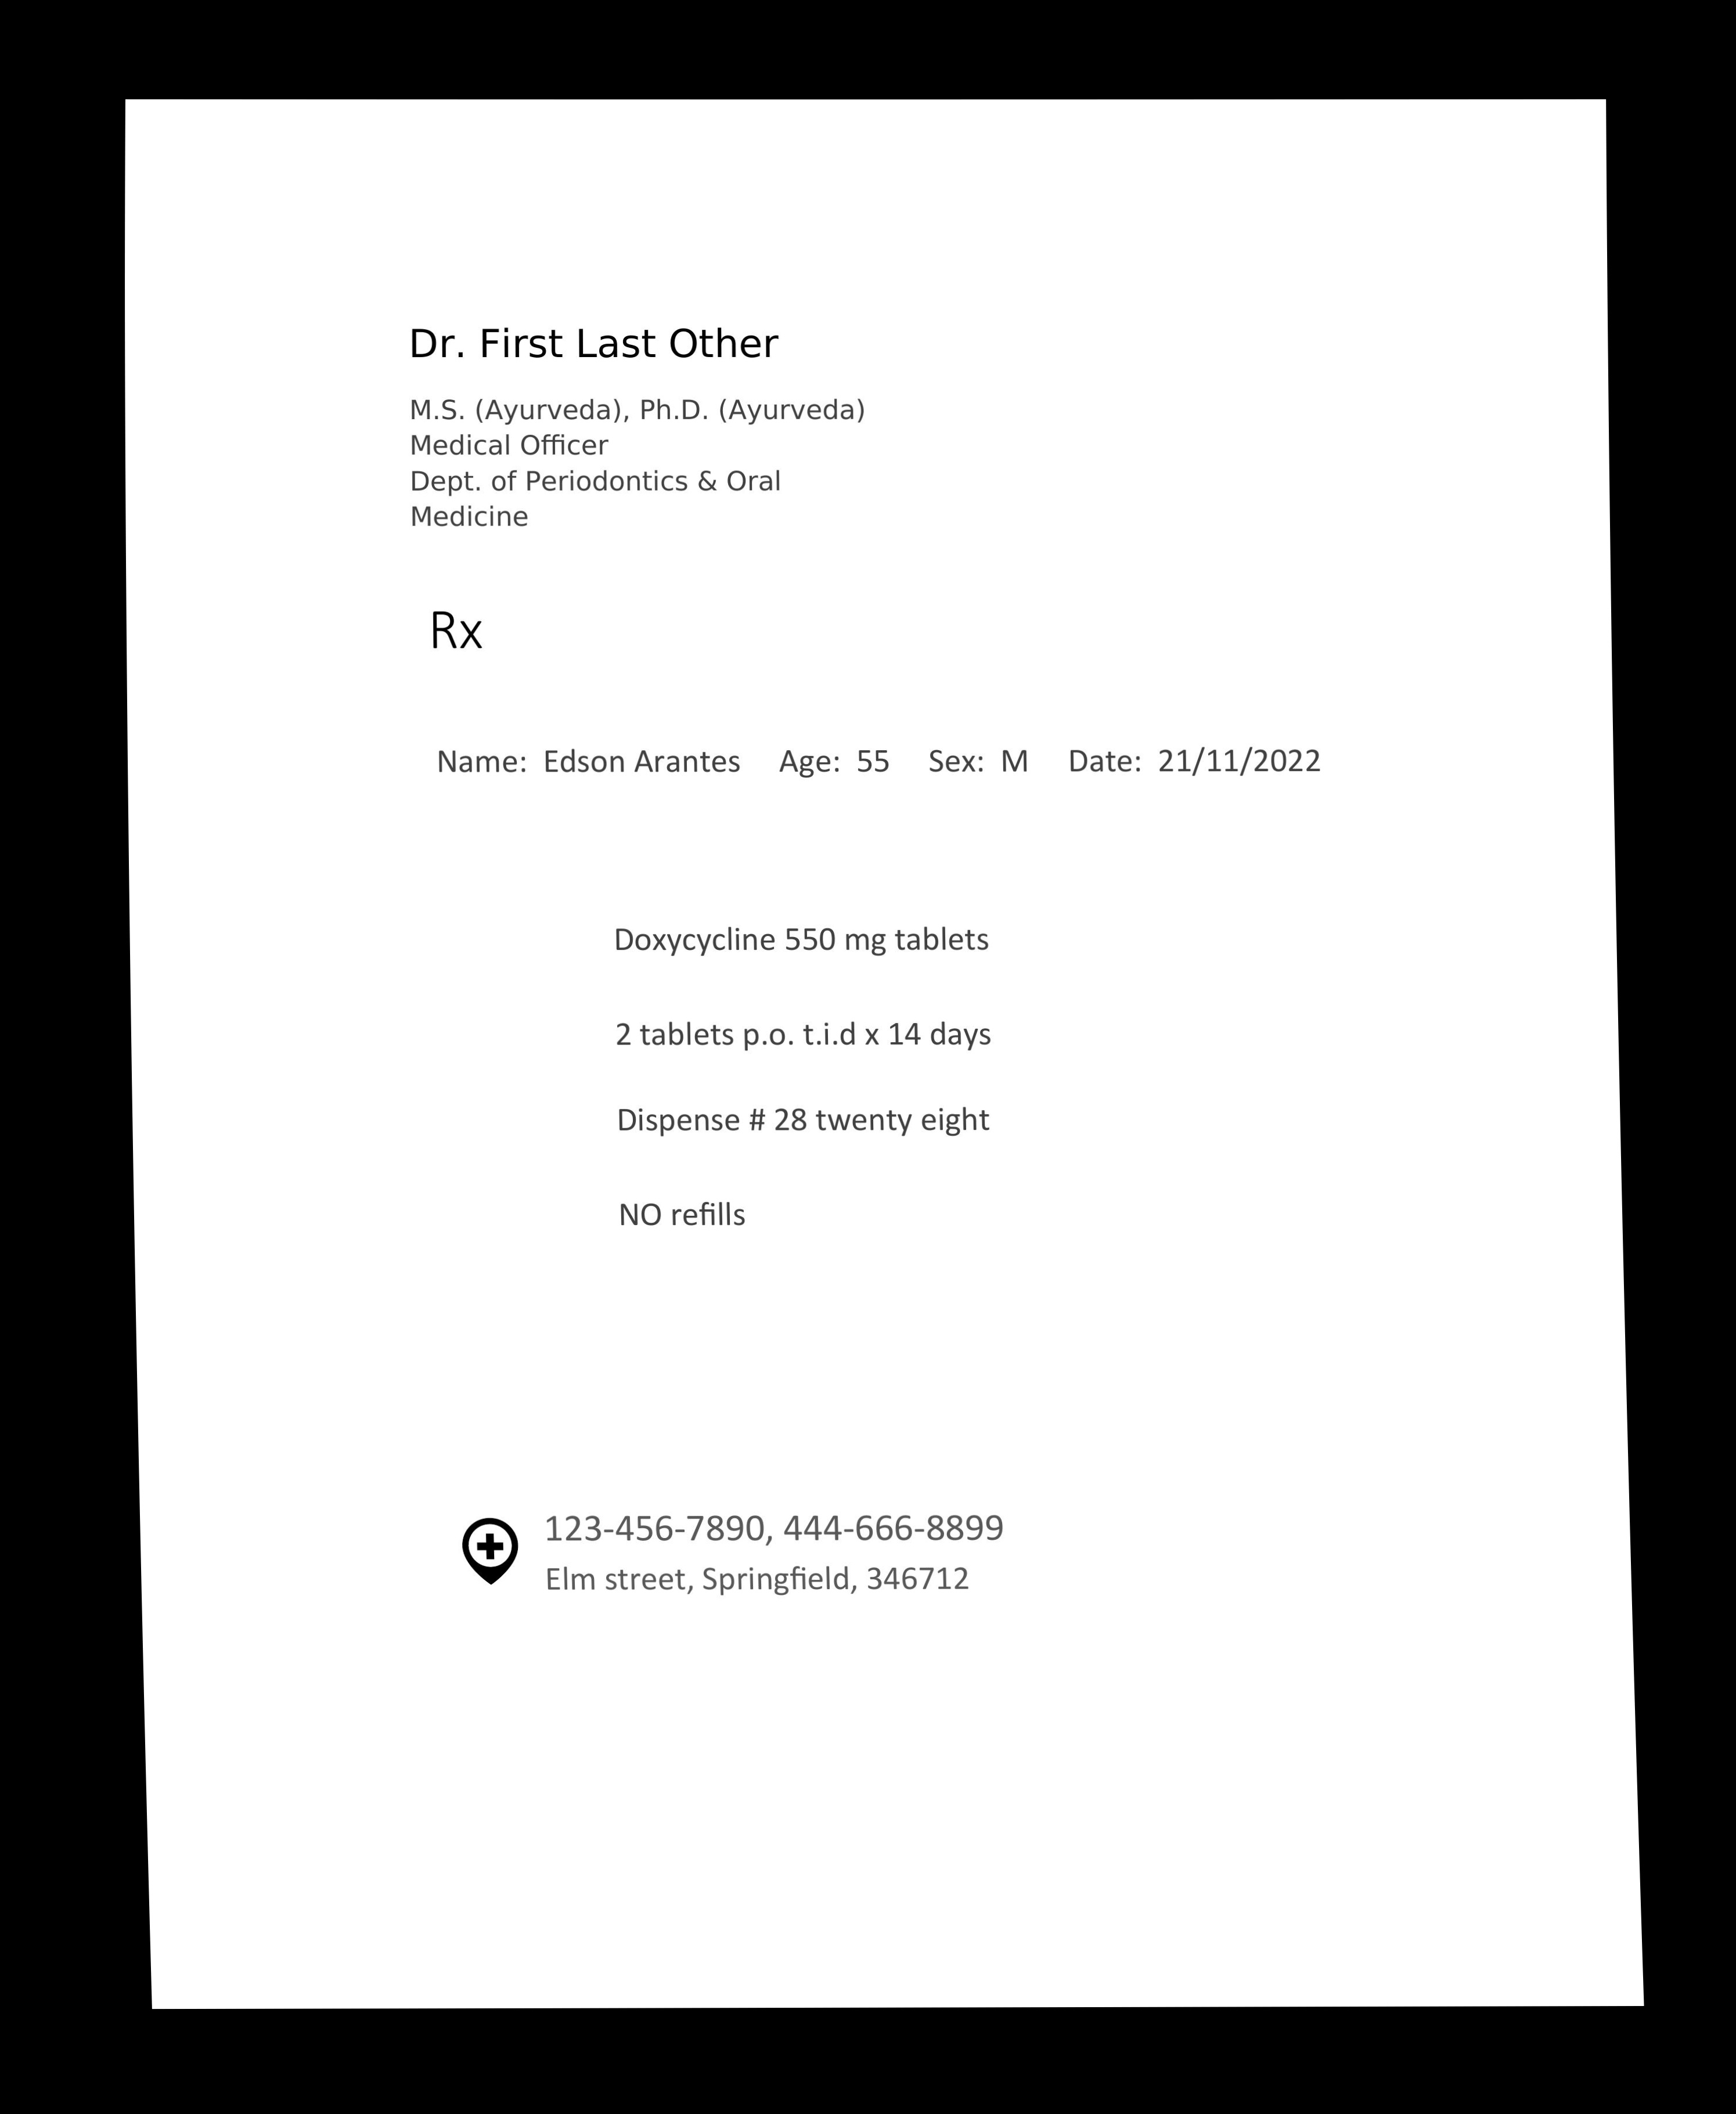 Dr. First Last Other
M.S. (Ayurveda), Ph.D. (Ayurveda)
Medical Officer
Dept. of Periodontics & Oral
Medicine
Rx
Name: Edson Arantes Age: 55 Sex: M Date: 21/11/2022
Doxycycline 550 mg tablets
2 tablets p.o. t.i.d x 14 days
Dispense # 28 twenty eight
NO refills
123-456-7890, 444-666-8899
Elm street, Springfield, 346712